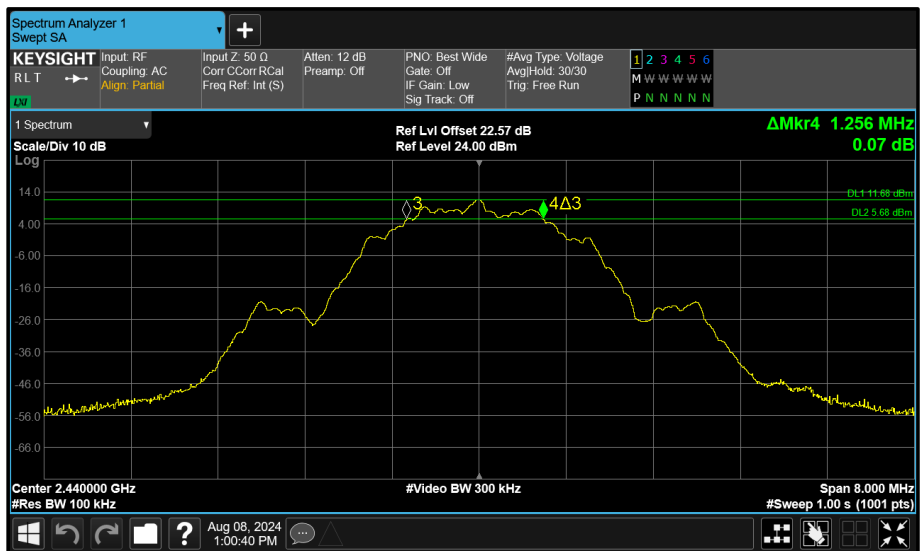 Spectrum Analyzer 1
Swept SA
KEYSIGHT
R L T
LXI
Input: RF
Coupling: AC
Align: Partial
Input Z: 50 Ω
Corr CCorr RCal
Freq Ref: Int (S)
Atten: 12 dB
Preamp: Off
PNO: Best Wide
Gate: Off
IF Gain: Low
Sig Track: Off
#Avg Type: Voltage
Avg|Hold: 30/30
Trig: Free Run
1 2 3 4 5 6
M W W W W W
P N N N N N
1 Spectrum
Scale/Div 10 dB
Log
Ref Lvl Offset 22.57 dB
Ref Level 24.00 dBm
ΔMkr4 1.256 MHz
0.07 dB
14.0
4.00
-6.00
-16.0
-26.0
-36.0
-46.0
-56.0
-66.0
DL1 11.68 dBm
DL2 5.68 dBm
3
4Δ3
Center 2.440000 GHz
#Res BW 100 kHz
#Video BW 300 kHz
Span 8.000 MHz
#Sweep 1.00 s (1001 pts)
?
Aug 08, 2024
1:00:40 PM